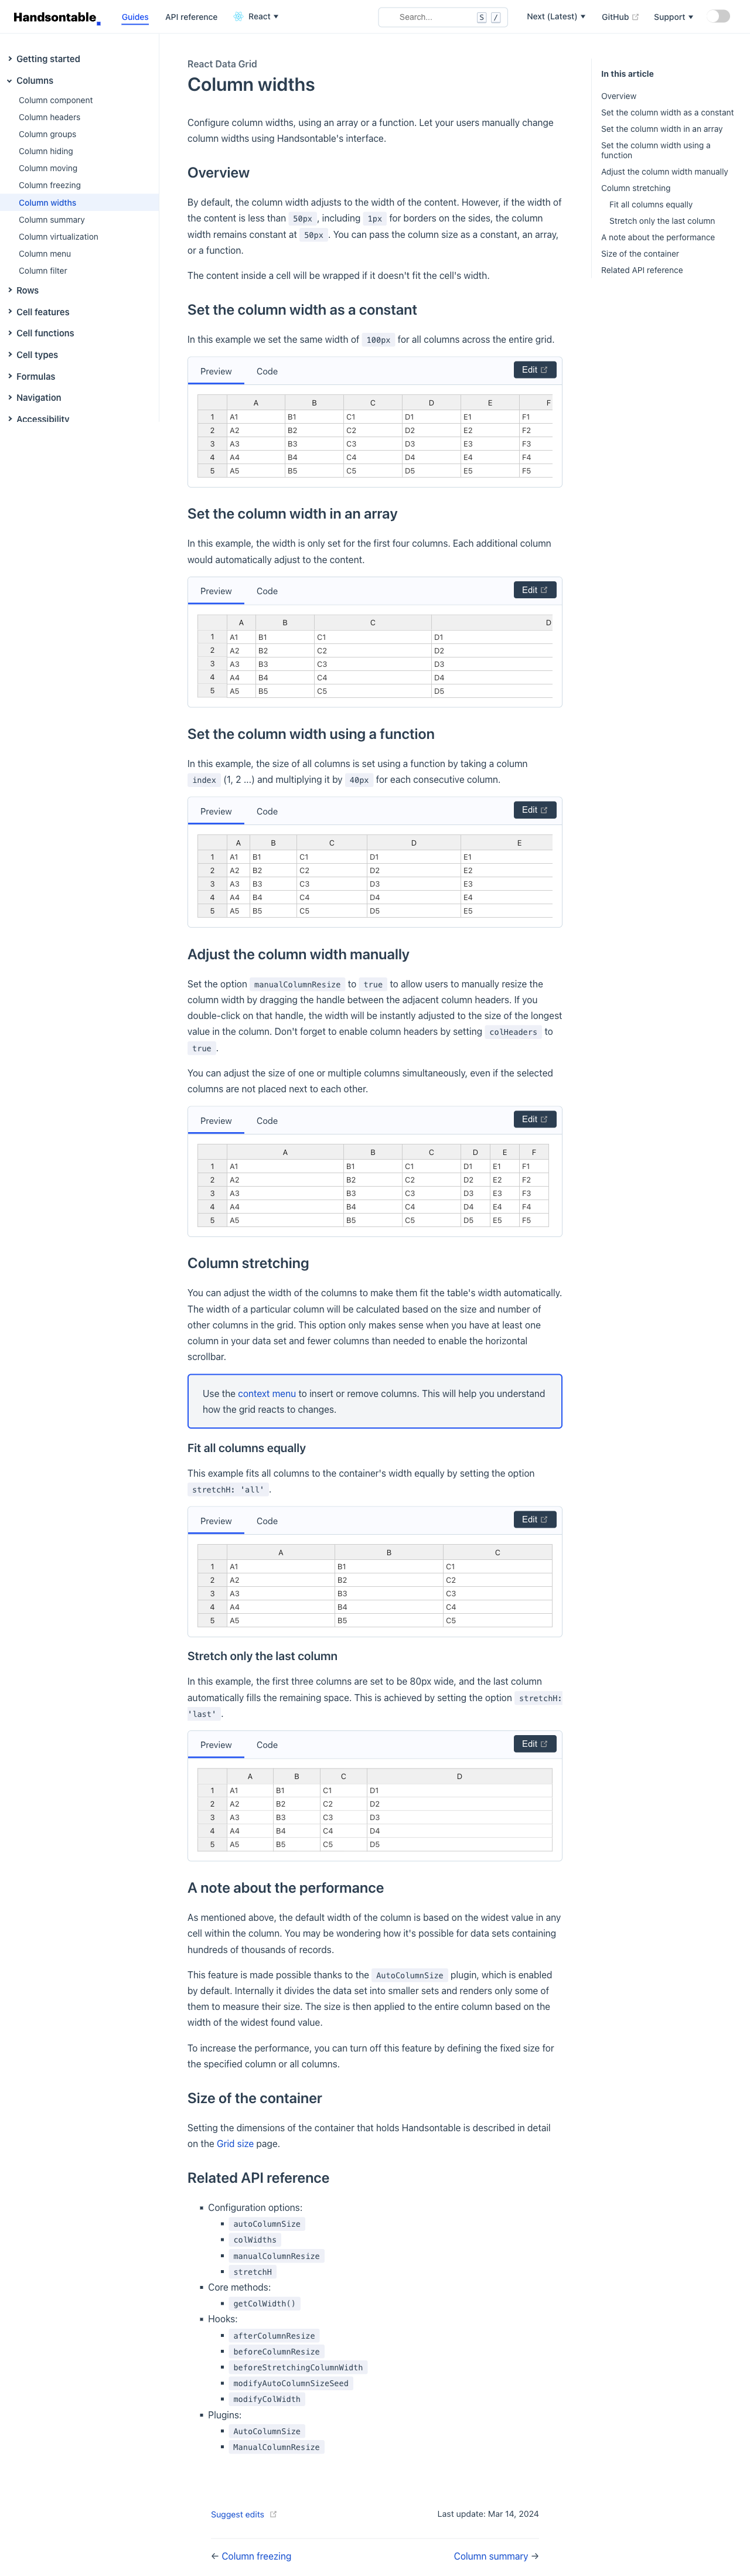 Handsontable
Guides
API reference
React
Search...
S
/
Next (Latest)
GitHub
Support
Getting started
Columns
Column component
Column headers
Column groups
Column hiding
Column moving
Column freezing
Column widths
Column summary
Column virtualization
Column menu
Column filter
Rows
Cell features
Cell functions
Cell types
Formulas
Navigation
Accessibility
React Data Grid
Column widths
Configure column widths, using an array or a function. Let your users manually change
column widths using Handsontable's interface.
Overview
By default, the column width adjusts to the width of the content. However, if the width of
the content is less than 50px , including 1px for borders on the sides, the column
width remains constant at 50px . You can pass the column size as a constant, an array,
or a function.
The content inside a cell will be wrapped if it doesn't fit the cell's width.
Set the column width as a constant
In this example we set the same width of 100px for all columns across the entire grid.
Preview
Code
Edit
A B C D E F
1 A1 B1 C1 D1 E1 F1
2 A2 B2 C2 D2 E2 F2
3 A3 B3 C3 D3 E3 F3
4 A4 B4 C4 D4 E4 F4
5 A5 B5 C5 D5 E5 F5
Set the column width in an array
In this example, the width is only set for the first four columns. Each additional column
would automatically adjust to the content.
Preview
Code
Edit
A B C D
1 A1 B1 C1 D1
2 A2 B2 C2 D2
3 A3 B3 C3 D3
4 A4 B4 C4 D4
5 A5 B5 C5 D5
Set the column width using a function
In this example, the size of all columns is set using a function by taking a column
index (1, 2 ...) and multiplying it by 40px for each consecutive column.
Preview
Code
Edit
A B C D E
1 A1 B1 C1 D1 E1
2 A2 B2 C2 D2 E2
3 A3 B3 C3 D3 E3
4 A4 B4 C4 D4 E4
5 A5 B5 C5 D5 E5
Adjust the column width manually
Set the option manualColumnResize to true to allow users to manually resize the
column width by dragging the handle between the adjacent column headers. If you
double-click on that handle, the width will be instantly adjusted to the size of the longest
value in the column. Don't forget to enable column headers by setting colHeaders to
true .
You can adjust the size of one or multiple columns simultaneously, even if the selected
columns are not placed next to each other.
Preview
Code
Edit
A B C D E F
1 A1 B1 C1 D1 E1 F1
2 A2 B2 C2 D2 E2 F2
3 A3 B3 C3 D3 E3 F3
4 A4 B4 C4 D4 E4 F4
5 A5 B5 C5 D5 E5 F5
Column stretching
You can adjust the width of the columns to make them fit the table's width automatically.
The width of a particular column will be calculated based on the size and number of
other columns in the grid. This option only makes sense when you have at least one
column in your data set and fewer columns than needed to enable the horizontal
scrollbar.
Use the context menu to insert or remove columns. This will help you understand
how the grid reacts to changes.
Fit all columns equally
This example fits all columns to the container's width equally by setting the option
stretchH: 'all' .
Preview
Code
Edit
A B C
1 A1 B1 C1
2 A2 B2 C2
3 A3 B3 C3
4 A4 B4 C4
5 A5 B5 C5
Stretch only the last column
In this example, the first three columns are set to be 80px wide, and the last column
automatically fills the remaining space. This is achieved by setting the option stretchH:
'last' .
Preview
Code
Edit
A B C D
1 A1 B1 C1 D1
2 A2 B2 C2 D2
3 A3 B3 C3 D3
4 A4 B4 C4 D4
5 A5 B5 C5 D5
A note about the performance
As mentioned above, the default width of the column is based on the widest value in any
cell within the column. You may be wondering how it's possible for data sets containing
hundreds of thousands of records.
This feature is made possible thanks to the AutoColumnSize plugin, which is enabled
by default. Internally it divides the data set into smaller sets and renders only some of
them to measure their size. The size is then applied to the entire column based on the
width of the widest found value.
To increase the performance, you can turn off this feature by defining the fixed size for
the specified column or all columns.
Size of the container
Setting the dimensions of the container that holds Handsontable is described in detail
on the Grid size page.
Related API reference
Configuration options:
autoColumnSize
colWidths
manualColumnResize
stretchH
Core methods:
getColWidth()
Hooks:
afterColumnResize
beforeColumnResize
beforeStretchingColumnWidth
modifyAutoColumnSizeSeed
modifyColWidth
Plugins:
AutoColumnSize
ManualColumnResize
Suggest edits
Last update: Mar 14, 2024
← Column freezing
Column summary →
In this article
Overview
Set the column width as a constant
Set the column width in an array
Set the column width using a
function
Adjust the column width manually
Column stretching
Fit all columns equally
Stretch only the last column
A note about the performance
Size of the container
Related API reference